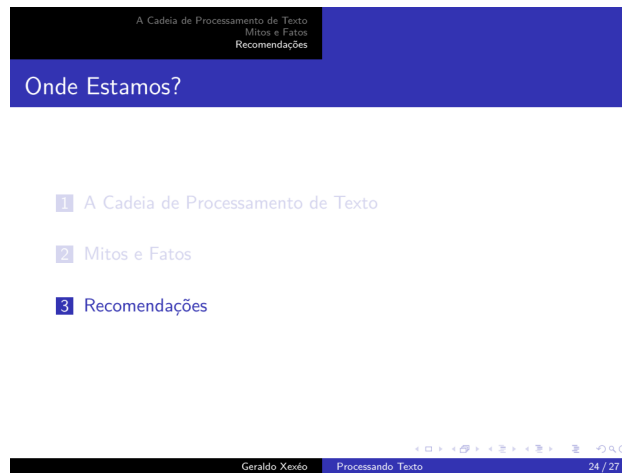 A Cadeia de Processamento de Texto
Mitos e Fatos
Recomendações
Onde Estamos?
1 A Cadeia de Processamento de Texto
2 Mitos e Fatos
3 Recomendações
Geraldo Xexéo Processando Texto 24 / 27